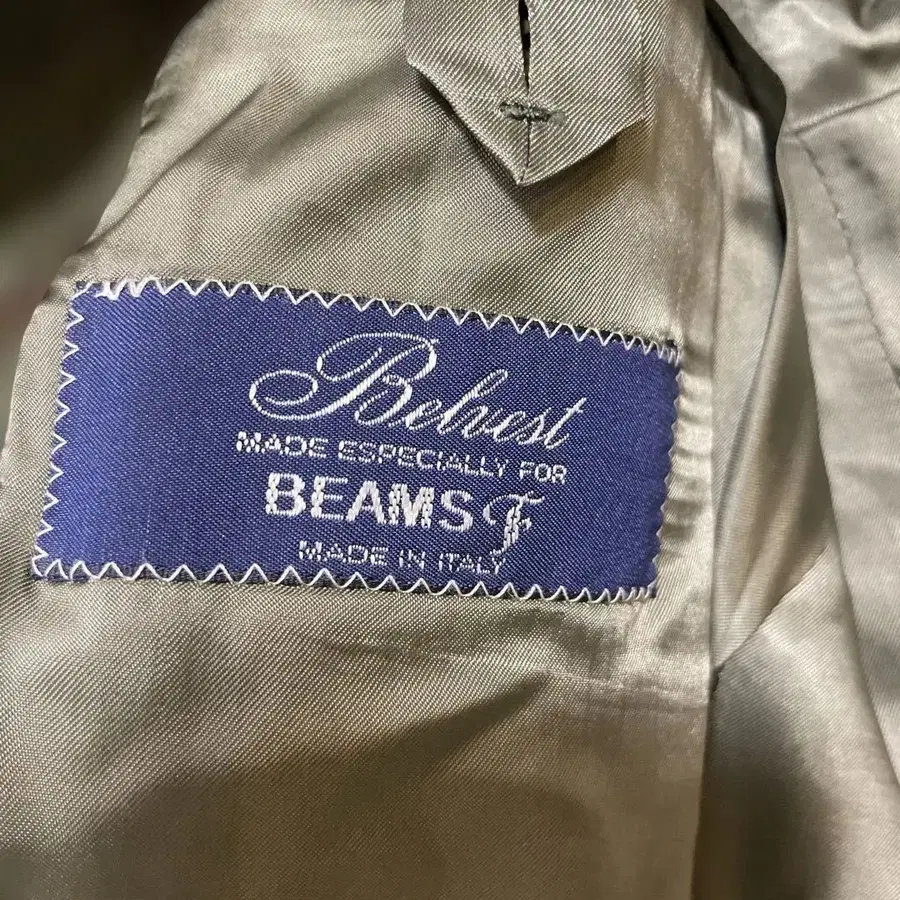 Belvest
MADE ESPECIALLY FOR
BEAMS F
MADE IN ITALY